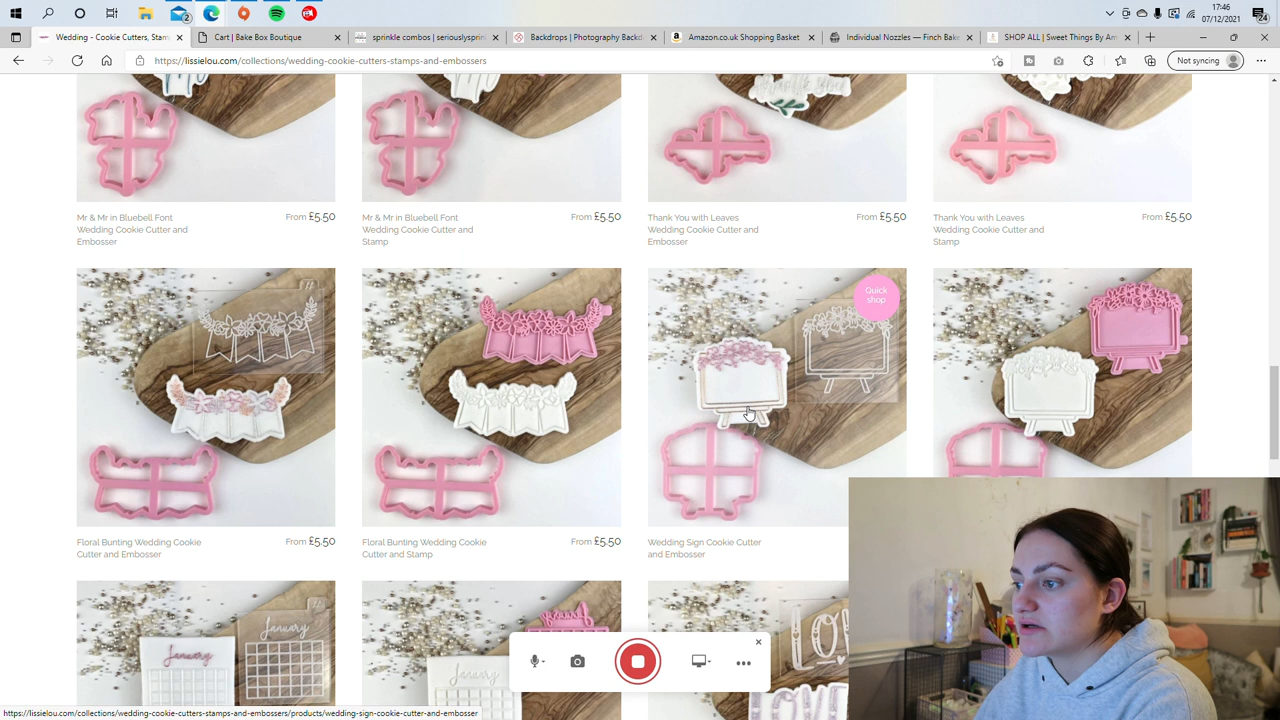 17:46
07/12/2021
24
2
Wedding - Cookie Cutters, Stam
Cart | Bake Box Boutique
sprinkle combos | seriouslysprin
Backdrops | Photography Backd
Amazon.co.uk Shopping Basket
Individual Nozzles — Finch Bake
SHOP ALL | Sweet Things By Am
https://lissielou.com/collections/wedding-cookie-cutters-stamps-and-embossers
Not syncing
Mr & Mr in Bluebell Font
Wedding Cookie Cutter and
Embosser
From £5.50
Mr & Mr in Bluebell Font
Wedding Cookie Cutter and
Stamp
From £5.50
Thank You with Leaves
Wedding Cookie Cutter and
Embosser
From £5.50
Thank You with Leaves
Wedding Cookie Cutter and
Stamp
From £5.50
Quick
shop
Floral Bunting Wedding Cookie
Cutter and Embosser
From £5.50
Floral Bunting Wedding Cookie
Cutter and Stamp
From £5.50
Wedding Sign Cookie Cutter
and Embosser
January
January
January
LOVE
https://lissielou.com/collections/wedding-cookie-cutters-stamps-and-embossers/products/wedding-sign-cookie-cutter-and-embosser